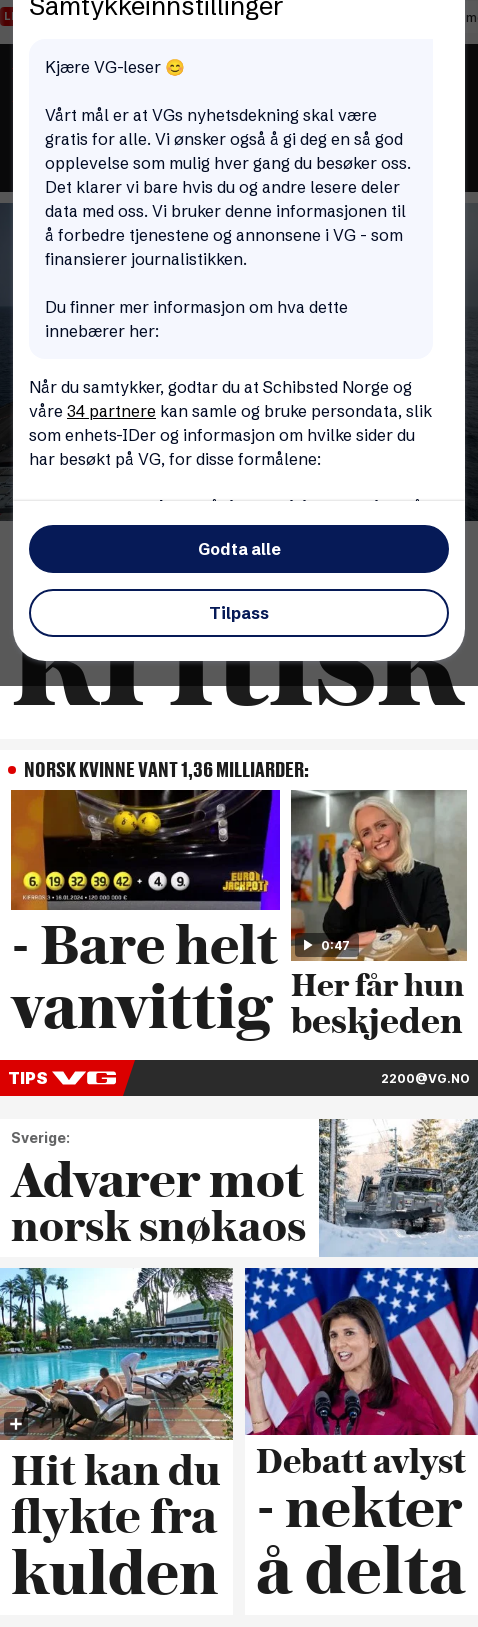 Samtykkeinnstillinger
Kjære VG-leser 😊
Vårt mål er at VGs nyhetsdekning skal være
gratis for alle. Vi ønsker også å gi deg en så god
opplevelse som mulig hver gang du besøker oss.
Det klarer vi bare hvis du og andre lesere deler
data med oss. Vi bruker denne informasjonen til
å forbedre tjenestene og annonsene i VG - som
finansierer journalistikken.
Du finner mer informasjon om hva dette
innebærer her:
Når du samtykker, godtar du at Schibsted Norge og
våre 34 partnere kan samle og bruke persondata, slik
som enhets-IDer og informasjon om hvilke sider du
har besøkt på VG, for disse formålene:
Godta alle
Tilpass
kritisk
NORSK KVINNE VANT 1,36 MILLIARDER:
6. 19. 32. 39. 42. + 4. 9.
EURO
JACKPOT
120 000 000 €
0:47
- Bare helt
vanvittig
Her får hun
beskjeden
TIPS VG
2200@VG.NO
Sverige:
Advarer mot
norsk snøkaos
Hit kan du
flykte fra
kulden
Debatt avlyst
- nekter
å delta